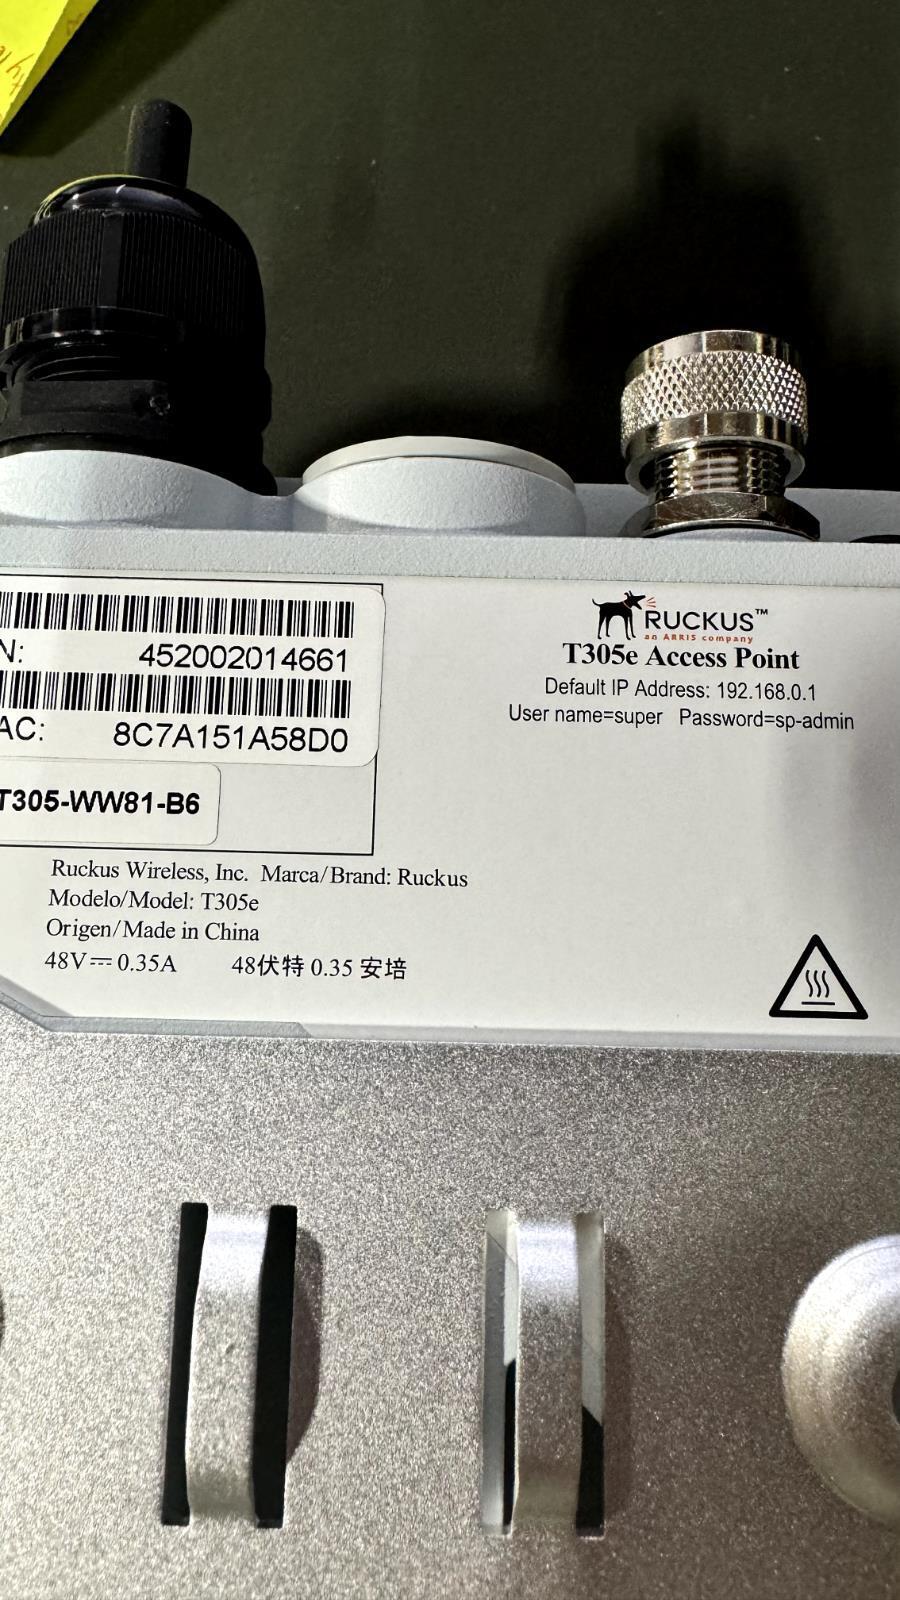 N: 452002014661
AC: 8C7A151A58D0
T305-WW81-B6
RUCKUS™
an ARRIS company
T305e Access Point
Default IP Address: 192.168.0.1
User name=super Password=sp-admin
Ruckus Wireless, Inc. Marca/Brand: Ruckus
Modelo/Model: T305e
Origen/Made in China
48V⎓0.35A 48伏特 0.35 安培